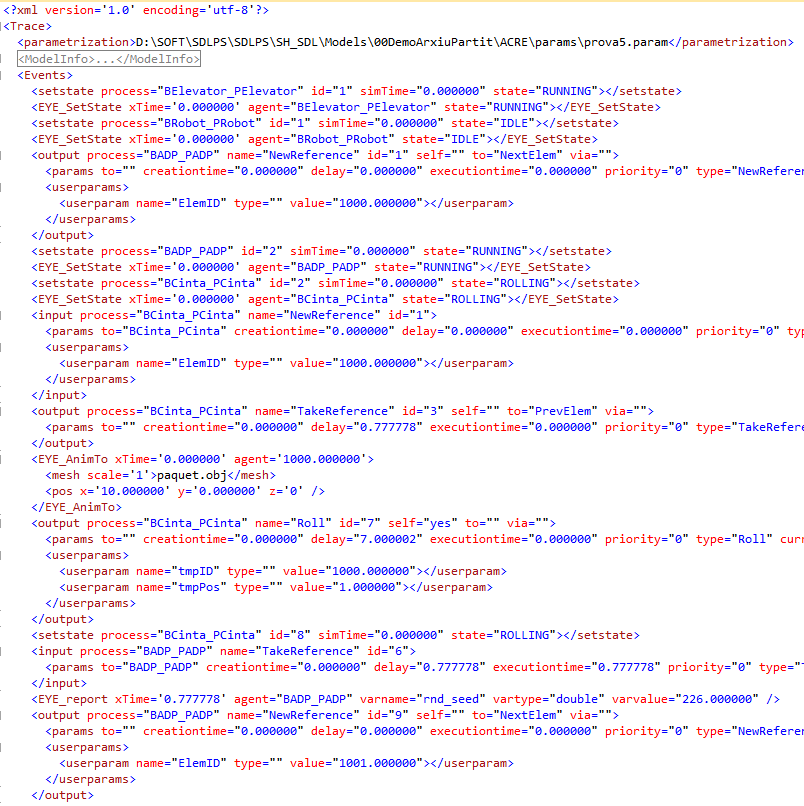 <?xml version='1.0' encoding='utf-8'?>
<Trace>
<parametrization>D:\SOFT\SDLPS\SDLPS\SH_SDL\Models\00DemoArxiuPartit\ACRE\params\prova5.param</parametrization>
<ModelInfo>...</ModelInfo>
<Events>
<setstate process="BElevator_PElevator" id="1" simTime="0.000000" state="RUNNING"></setstate>
<EYE_SetState xTime='0.000000' agent="BElevator_PElevator" state="RUNNING"></EYE_SetState>
<setstate process="BRobot_PRobot" id="1" simTime="0.000000" state="IDLE"></setstate>
<EYE_SetState xTime='0.000000' agent="BRobot_PRobot" state="IDLE"></EYE_SetState>
<output process="BADP_PADP" name="NewReference" id="1" self="" to="NextElem" via="">
<params to="" creationtime="0.000000" delay="0.000000" executiontime="0.000000" priority="0" type="NewReferen
<userparams>
<userparam name="ElemID" type="" value="1000.000000"></userparam>
</userparams>
</output>
<setstate process="BADP_PADP" id="2" simTime="0.000000" state="RUNNING"></setstate>
<EYE_SetState xTime='0.000000' agent="BADP_PADP" state="RUNNING"></EYE_SetState>
<setstate process="BCinta_PCinta" id="2" simTime="0.000000" state="ROLLING"></setstate>
<EYE_SetState xTime='0.000000' agent="BCinta_PCinta" state="ROLLING"></EYE_SetState>
<input process="BCinta_PCinta" name="NewReference" id="1">
<params to="BCinta_PCinta" creationtime="0.000000" delay="0.000000" executiontime="0.000000" priority="0" typ
<userparams>
<userparam name="ElemID" type="" value="1000.000000"></userparam>
</userparams>
</input>
<output process="BCinta_PCinta" name="TakeReference" id="3" self="" to="PrevElem" via="">
<params to="" creationtime="0.000000" delay="0.777778" executiontime="0.000000" priority="0" type="TakeRefere
</output>
<EYE_AnimTo xTime='0.000000' agent='1000.000000'>
<mesh scale='1'>paquet.obj</mesh>
<pos x='10.000000' y='0.000000' z='0' />
</EYE_AnimTo>
<output process="BCinta_PCinta" name="Roll" id="7" self="yes" to="" via="">
<params to="" creationtime="0.000000" delay="7.000002" executiontime="0.000000" priority="0" type="Roll" curr
<userparams>
<userparam name="tmpID" type="" value="1000.000000"></userparam>
<userparam name="tmpPos" type="" value="1.000000"></userparam>
</userparams>
</output>
<setstate process="BCinta_PCinta" id="8" simTime="0.000000" state="ROLLING"></setstate>
<input process="BADP_PADP" name="TakeReference" id="6">
<params to="BADP_PADP" creationtime="0.000000" delay="0.777778" executiontime="0.777778" priority="0" type="T
</input>
<EYE_report xTime='0.777778' agent="BADP_PADP" varname="rnd_seed" vartype="double" varvalue="226.000000" />
<output process="BADP_PADP" name="NewReference" id="9" self="" to="NextElem" via="">
<params to="" creationtime="0.000000" delay="0.000000" executiontime="0.000000" priority="0" type="NewReferen
<userparams>
<userparam name="ElemID" type="" value="1001.000000"></userparam>
</userparams>
</output>